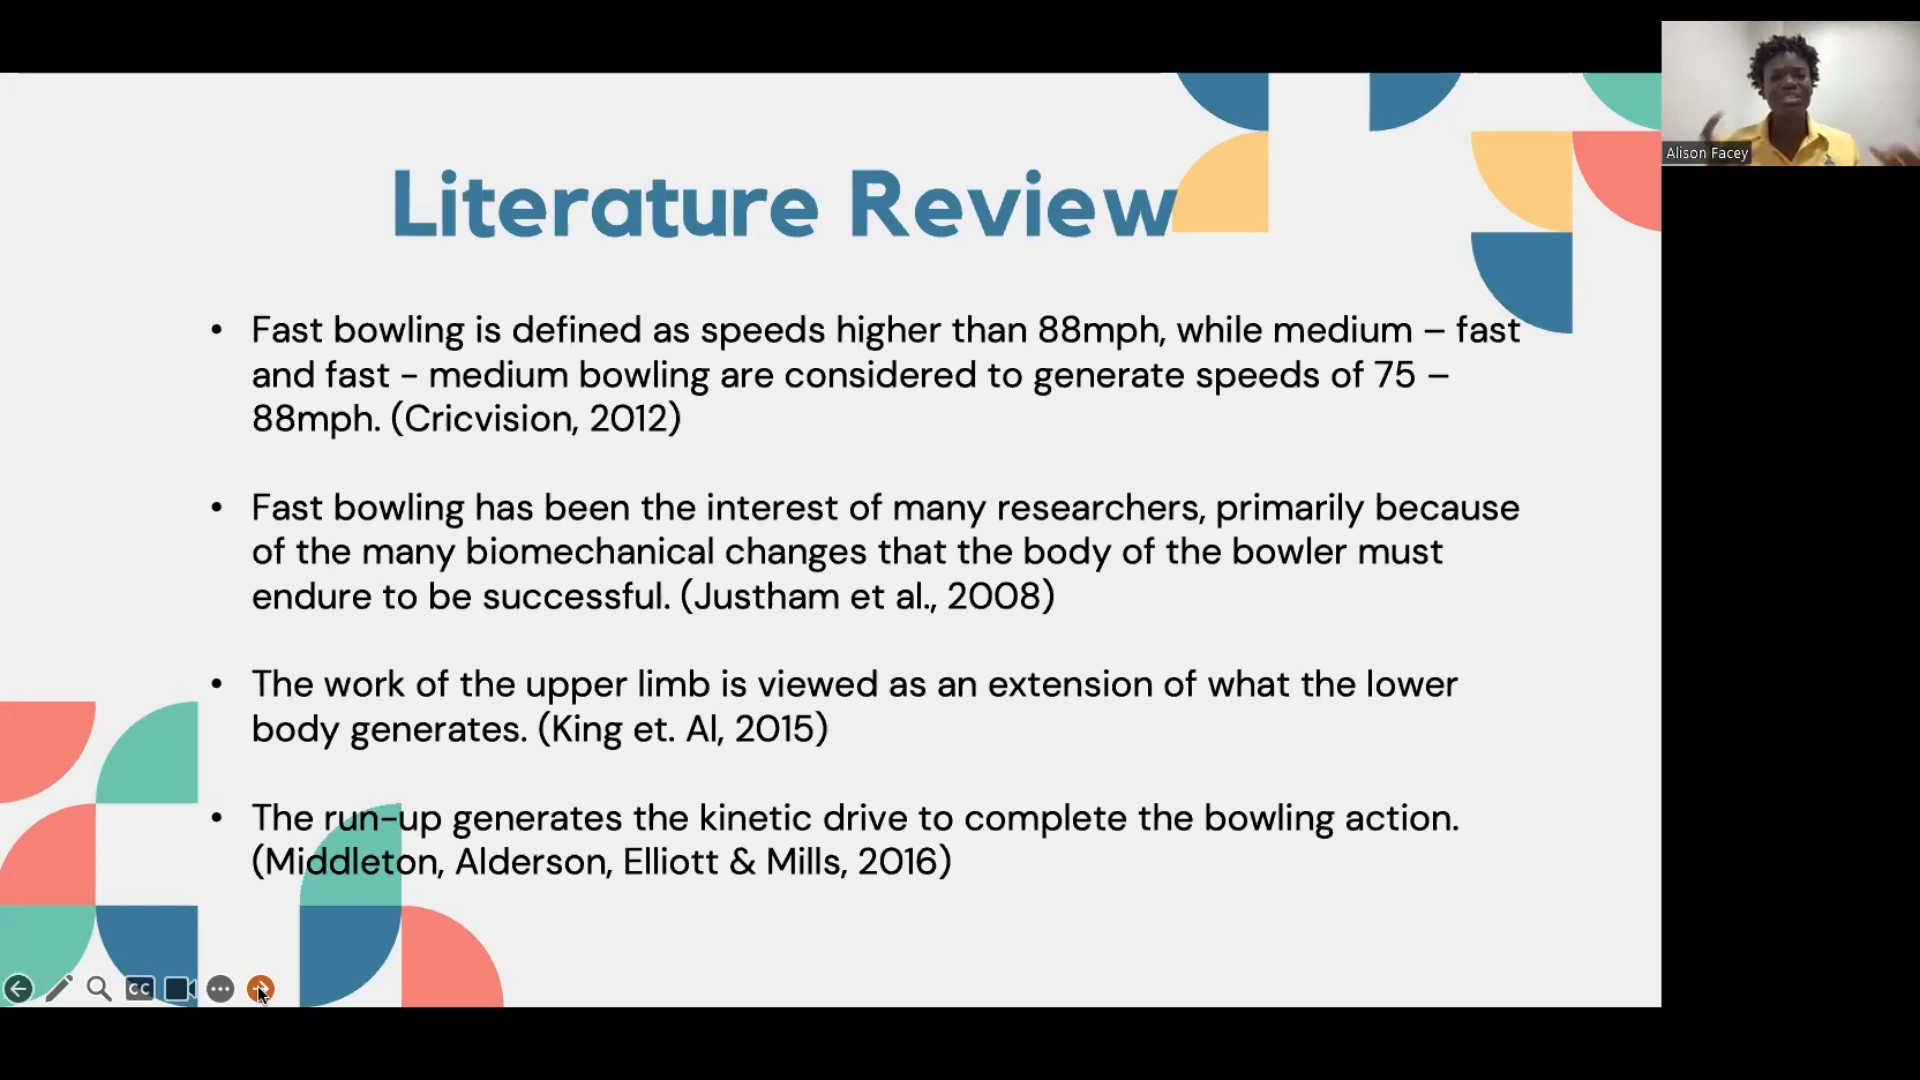 Alison Facey
Literature Review
• Fast bowling is defined as speeds higher than 88mph, while medium – fast
and fast - medium bowling are considered to generate speeds of 75 –
88mph. (Cricvision, 2012)
• Fast bowling has been the interest of many researchers, primarily because
of the many biomechanical changes that the body of the bowler must
endure to be successful. (Justham et al., 2008)
• The work of the upper limb is viewed as an extension of what the lower
body generates. (King et. Al, 2015)
• The run-up generates the kinetic drive to complete the bowling action.
(Middleton, Alderson, Elliott & Mills, 2016)
CC